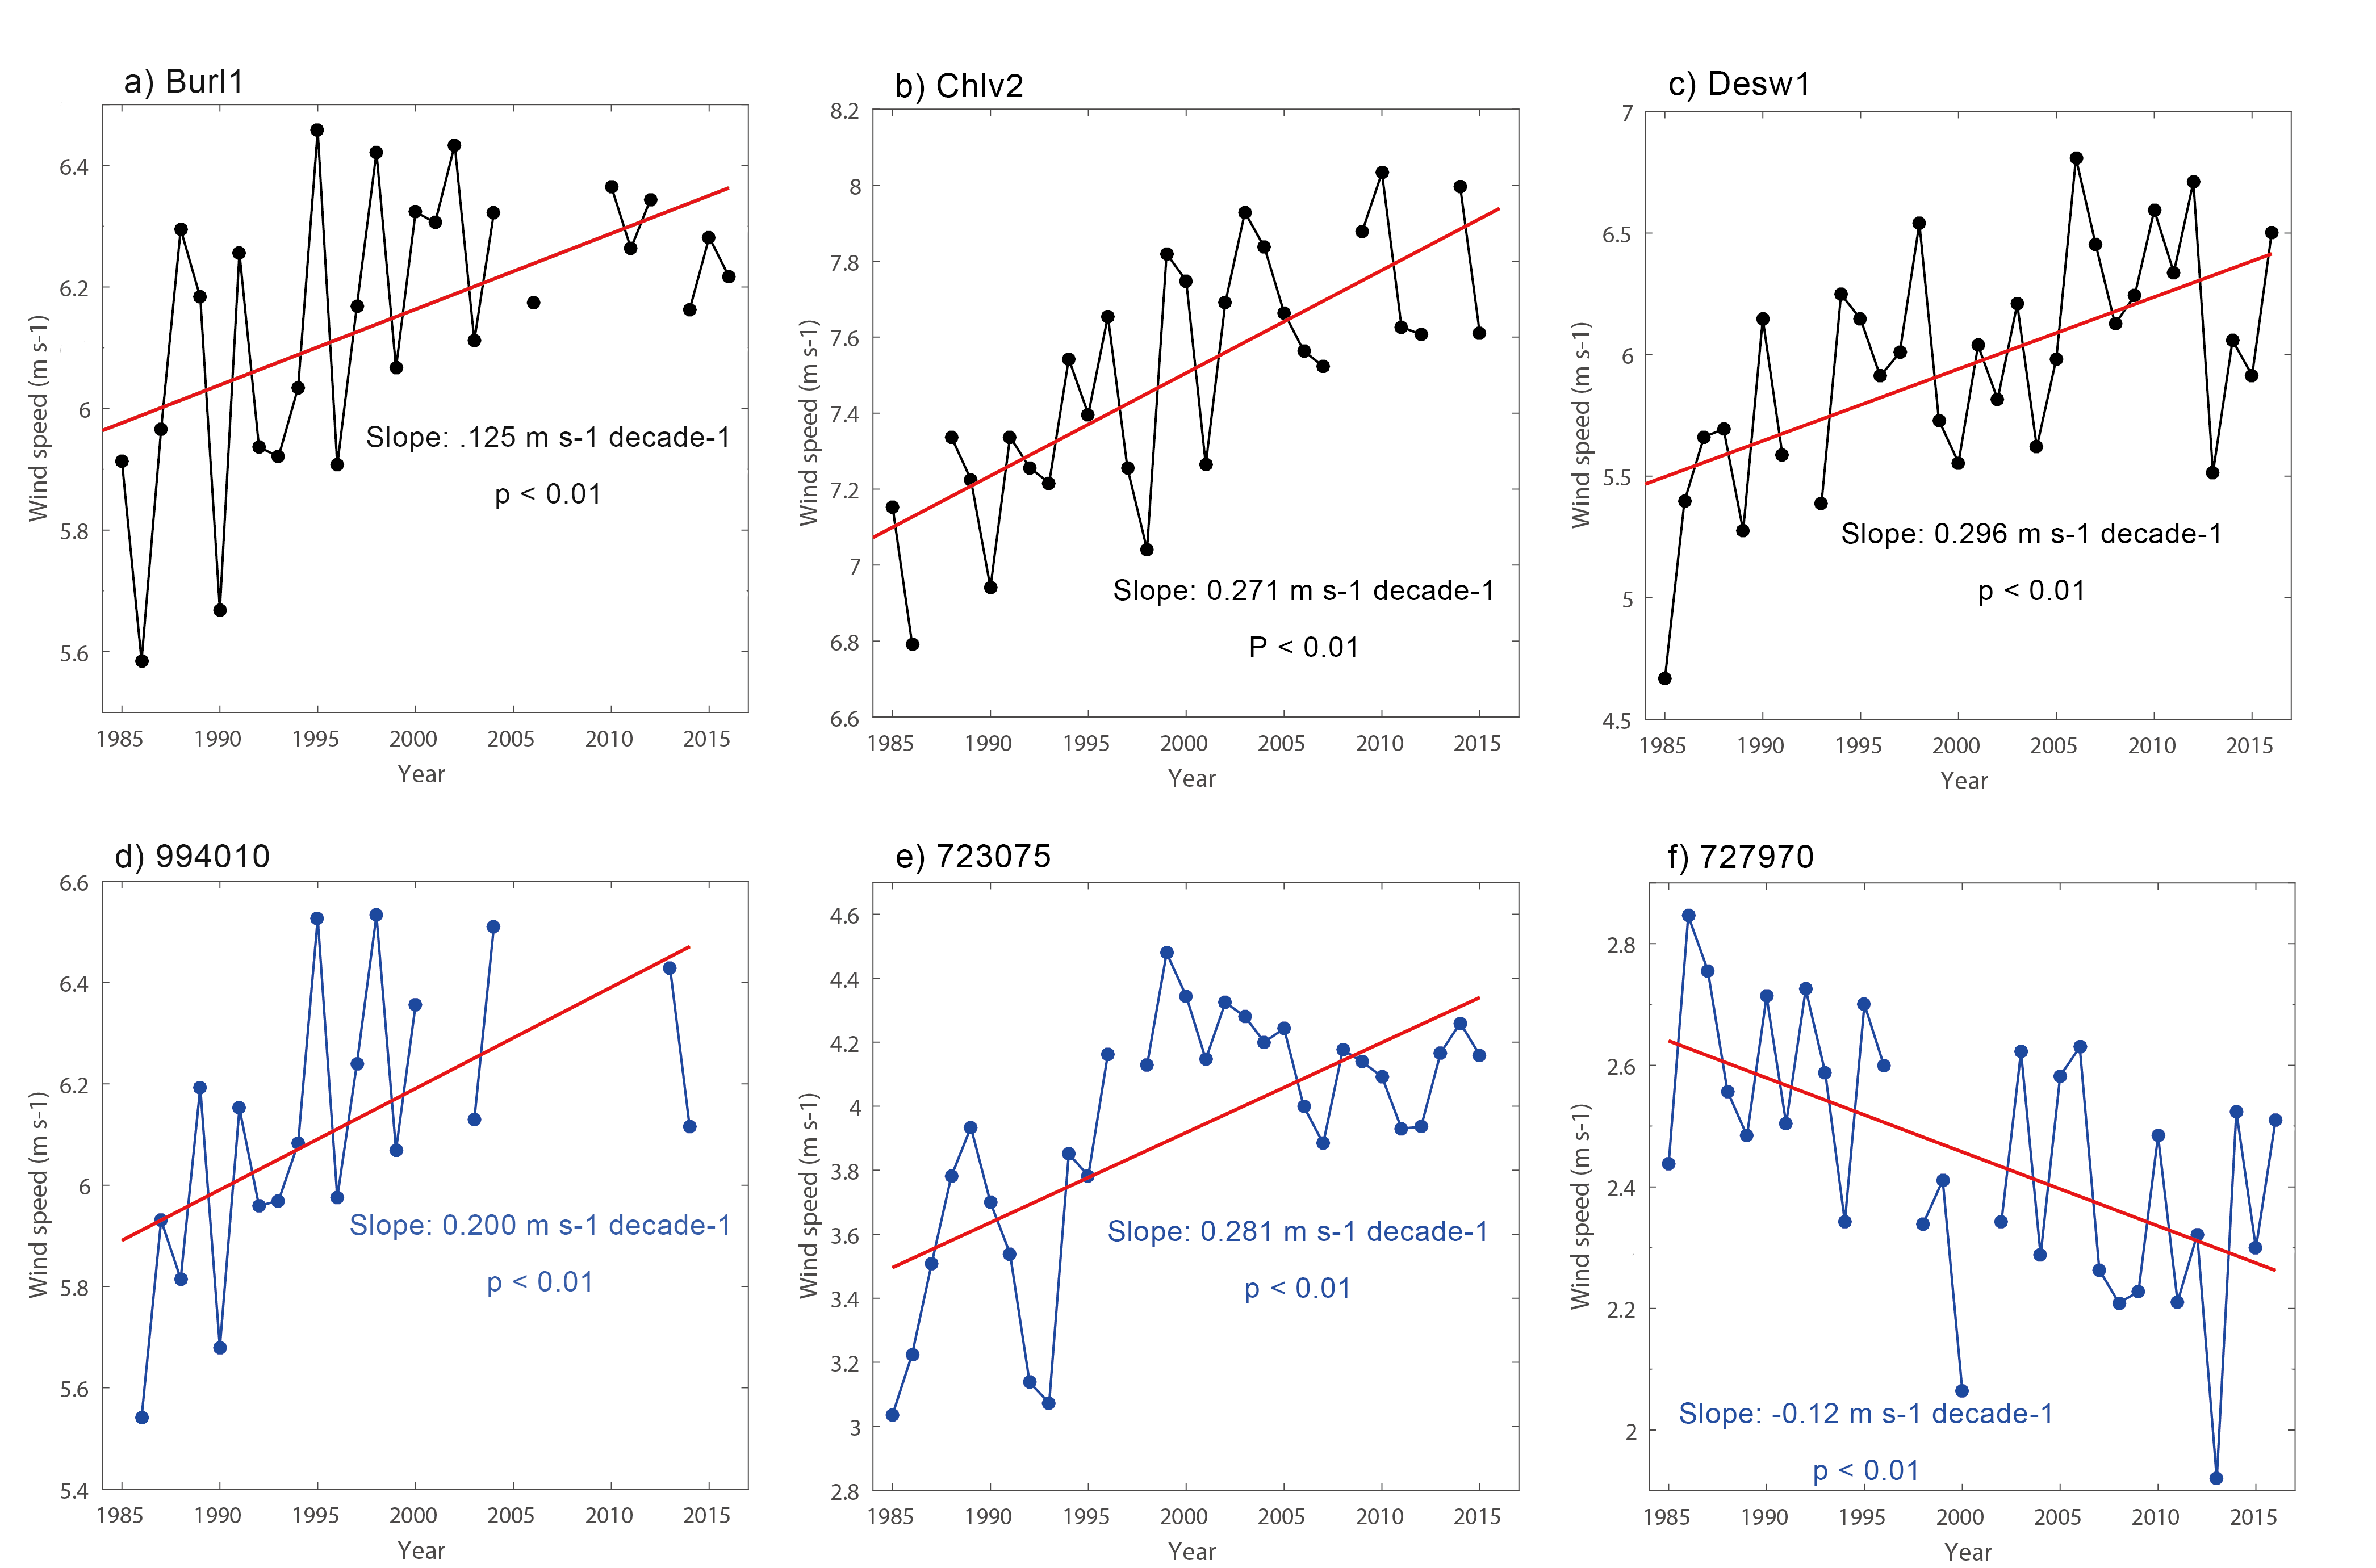 a) Burl1
6.4
6.2
6
5.8
5.6
Wind speed (m s-1)
Slope: .125 m s-1 decade-1
p < 0.01
1985 1990 1995 2000 2005 2010 2015
Year
b) Chlv2
8.2
8
7.8
7.6
7.4
7.2
7
6.8
6.6
Wind speed (m s-1)
Slope: 0.271 m s-1 decade-1
P < 0.01
1985 1990 1995 2000 2005 2010 2015
Year
c) Desw1
7
6.5
6
5.5
5
4.5
Wind speed (m s-1)
Slope: 0.296 m s-1 decade-1
p < 0.01
1985 1990 1995 2000 2005 2010 2015
Year
d) 994010
6.6
6.4
6.2
6
5.8
5.6
5.4
Wind speed (m s-1)
Slope: 0.200 m s-1 decade-1
p < 0.01
1985 1990 1995 2000 2005 2010 2015
Year
e) 723075
4.6
4.4
4.2
4
3.8
3.6
3.4
3.2
3
2.8
Wind speed (m s-1)
Slope: 0.281 m s-1 decade-1
p < 0.01
1985 1990 1995 2000 2005 2010 2015
Year
f) 727970
2.8
2.6
2.4
2.2
2
Wind speed (m s-1)
Slope: -0.12 m s-1 decade-1
p < 0.01
1985 1990 1995 2000 2005 2010 2015
Year